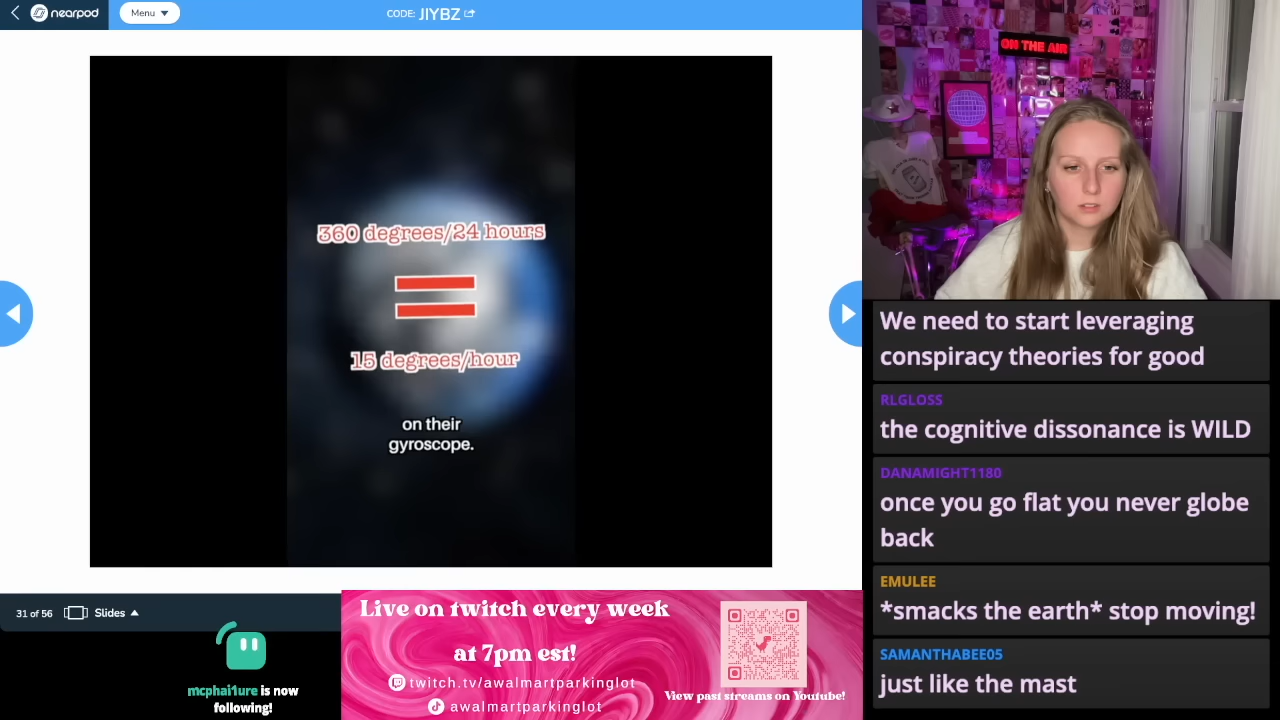 nearpod
Menu
CODE: JIYBZ
ON THE AIR
360 degrees/24 hours
=
15 degrees/hour
on their
gyroscope.
31 of 56
Slides
mcphai1ure is now
following!
Live on twitch every week
at 7pm est!
twitch.tv/awalmartparkinglot
awalmartparkinglot
View past streams on Youtube!
We need to start leveraging
conspiracy theories for good
RLGLOSS
the cognitive dissonance is WILD
DANAMIGHT1180
once you go flat you never globe
back
EMULEE
*smacks the earth* stop moving!
SAMANTHABEE05
just like the mast